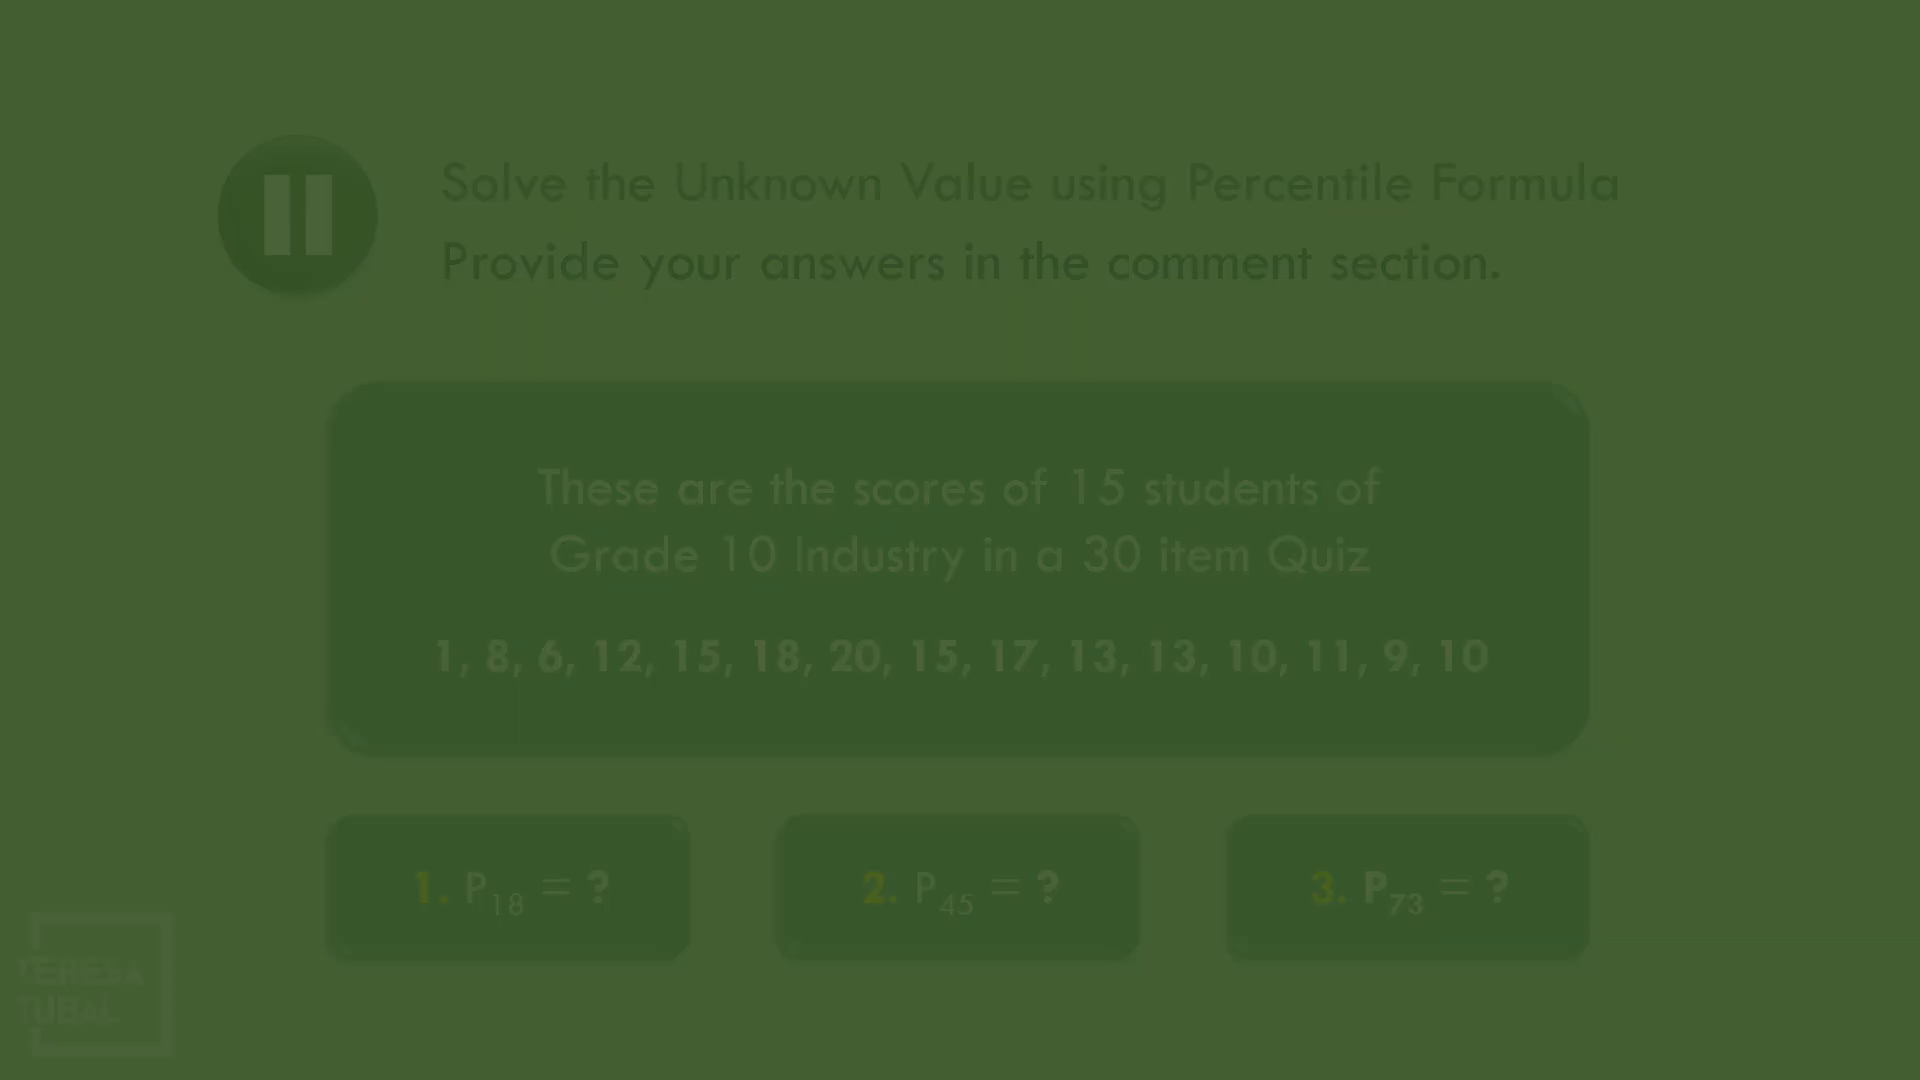 Solve the Unknown Value using Percentile Formula
Provide your answers in the comment section.
These are the scores of 15 students of
Grade 10 Industry in a 30 item Quiz
1, 8, 6, 12, 15, 18, 20, 15, 17, 13, 13, 10, 11, 9, 10
1. P18 = ?
2. P45 = ?
3. P73 = ?
TERESA
TUBAL